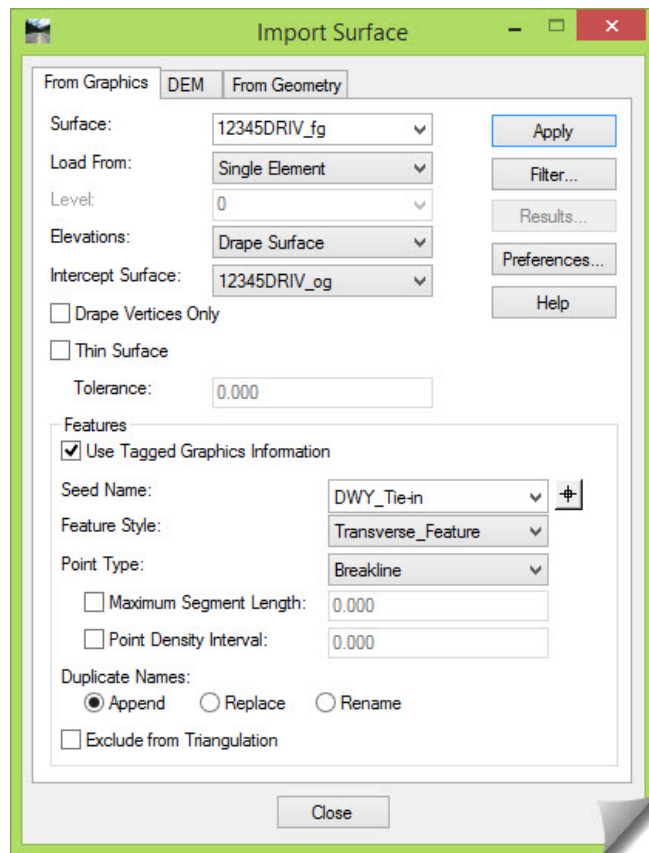 Import Surface
From Graphics DEM From Geometry
Surface: 12345DRIV_fg Apply
Load From: Single Element Filter...
Level: 0 Results...
Elevations: Drape Surface Preferences...
Intercept Surface: 12345DRIV_og Help
Drape Vertices Only
Thin Surface
Tolerance: 0.000
Features
Use Tagged Graphics Information
Seed Name: DWY_Tie-in
Feature Style: Transverse_Feature
Point Type: Breakline
Maximum Segment Length: 0.000
Point Density Interval: 0.000
Duplicate Names:
Append Replace Rename
Exclude from Triangulation
Close